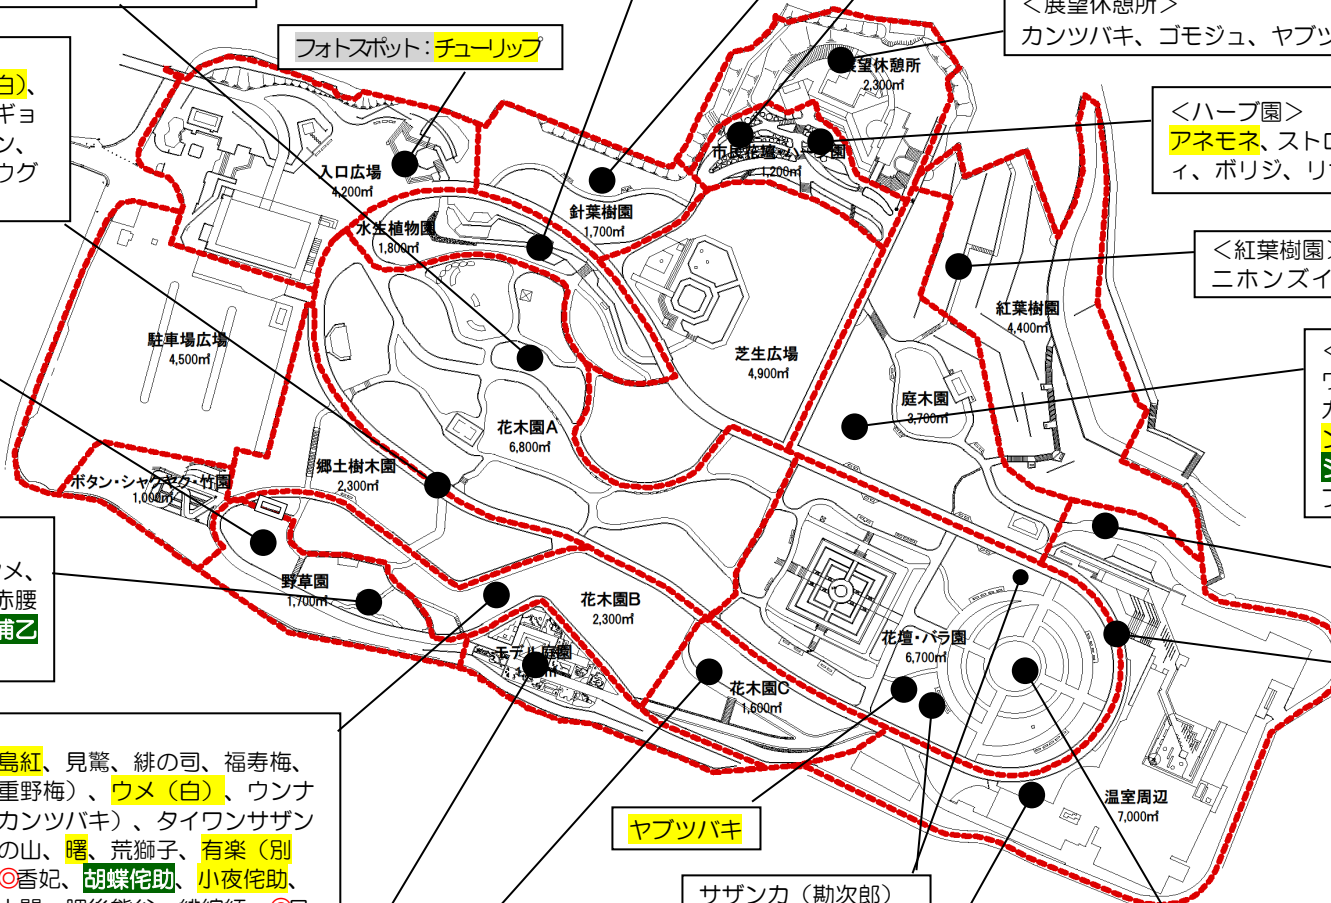 <展望休憩所>
カンツバキ、ゴモジュ、ヤブツ
フォトスポット：チューリップ
白）、
ギョ
ン、
ウグ
<ハーブ園>
アネモネ、ストロ
ィ、ボリジ、リ
<紅葉樹園>
ニホンズイ
展望休憩所
2,300㎡
市民花壇・ハーブ園
1,200㎡
入口広場
4,200㎡
針葉樹園
1,700㎡
水生植物園
1,800㎡
紅葉樹園
4,400㎡
駐車場広場
4,500㎡
芝生広場
4,900㎡
庭木園
3,700㎡
花木園A
6,800㎡
郷土樹木園
2,300㎡
ボタン・シャクヤク・竹園
1,000㎡
野草園
1,700㎡
花木園B
2,300㎡
モデル庭園
花壇・バラ園
6,700㎡
花木園C
1,600㎡
温室周辺
7,000㎡
メ、
赤腰
浦乙
島紅、見驚、緋の司、福寿梅、
重野梅）、ウメ（白）、ウンナ
カンツバキ）、タイワンサザン
の山、曙、荒獅子、有楽（別
◎香妃、胡蝶侘助、小夜侘助、
ヤブツバキ
サザンカ（勘次郎）